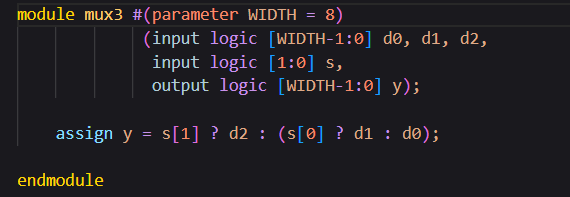 module mux3 #(parameter WIDTH = 8)
(input logic [WIDTH-1:0] d0, d1, d2,
input logic [1:0] s,
output logic [WIDTH-1:0] y);
assign y = s[1] ? d2 : (s[0] ? d1 : d0);
endmodule